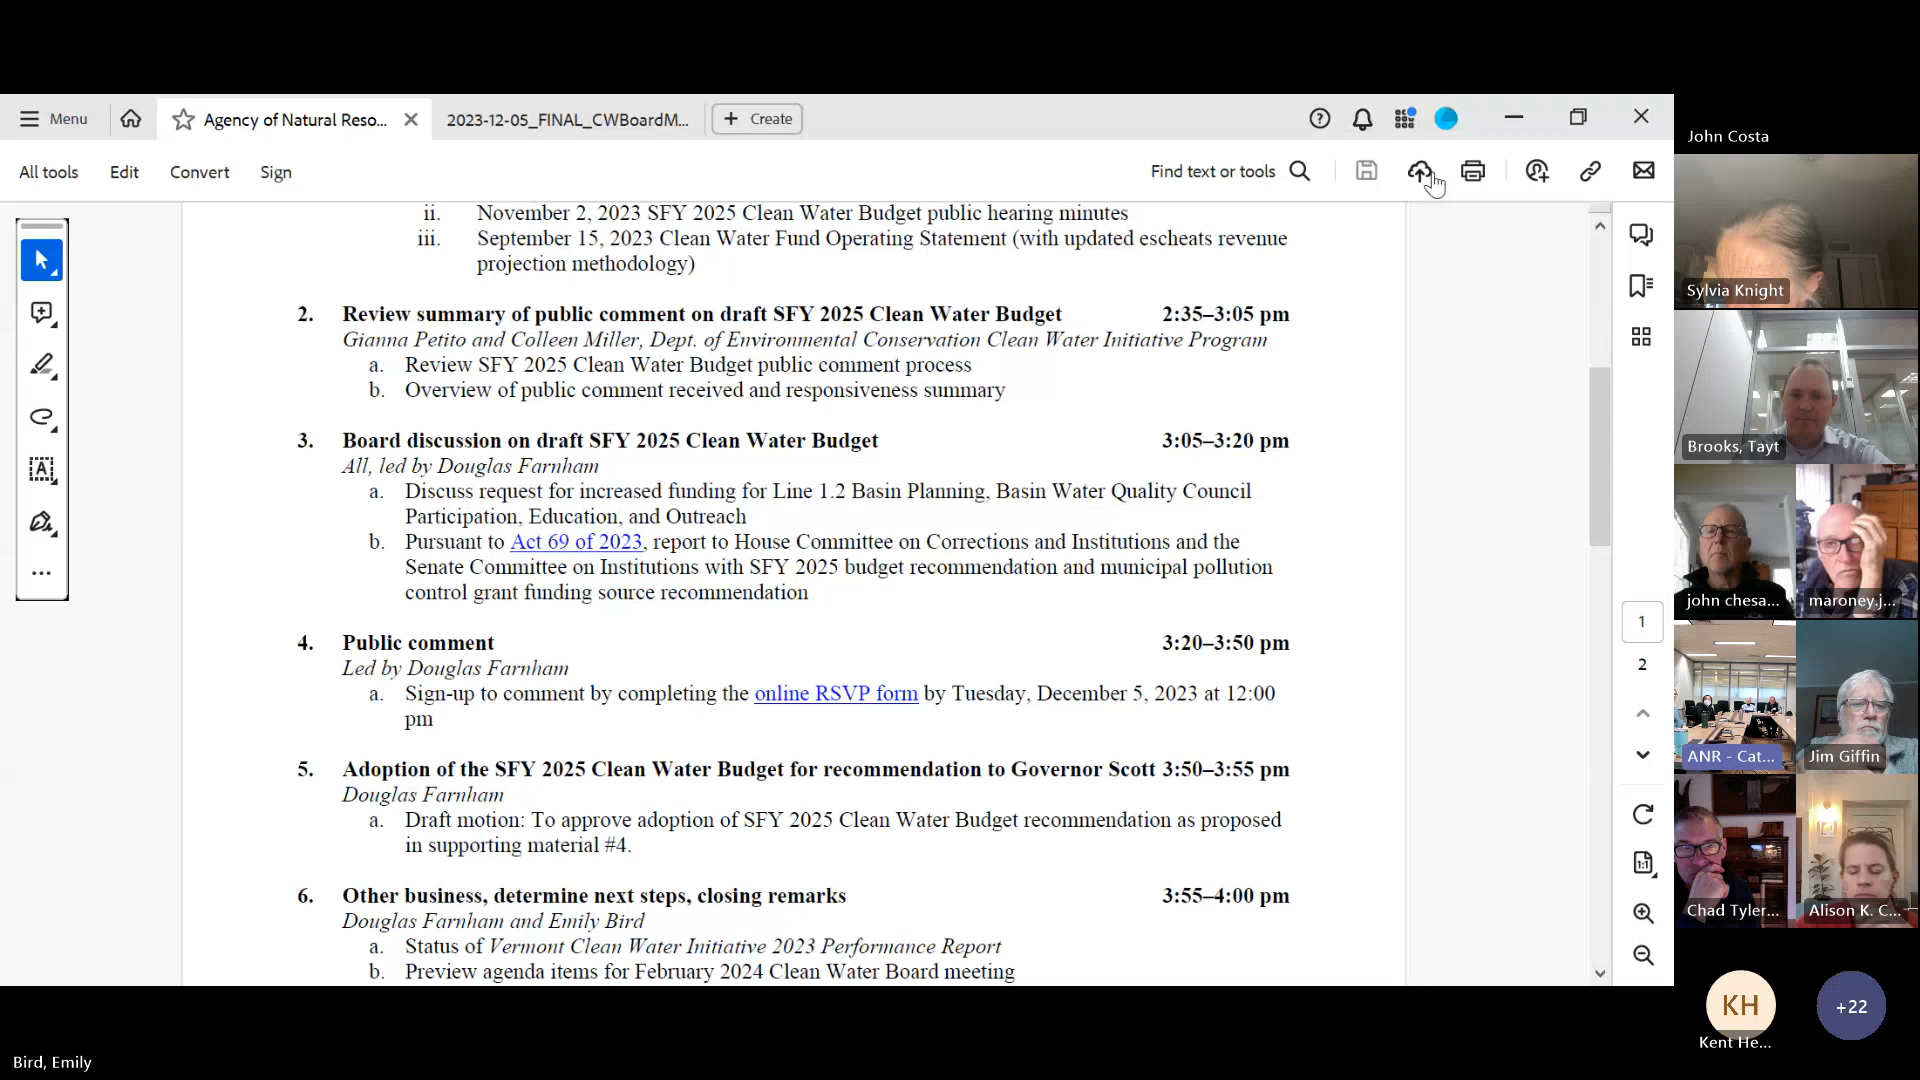 Menu
Agency of Natural Reso...
2023-12-05_FINAL_CWBoardM...
Create
All tools
Edit
Convert
Sign
Find text or tools
ii. November 2, 2023 SFY 2025 Clean Water Budget public hearing minutes
iii. September 15, 2023 Clean Water Fund Operating Statement (with updated escheats revenue
projection methodology)
2. Review summary of public comment on draft SFY 2025 Clean Water Budget 2:35–3:05 pm
Gianna Petito and Colleen Miller, Dept. of Environmental Conservation Clean Water Initiative Program
a. Review SFY 2025 Clean Water Budget public comment process
b. Overview of public comment received and responsiveness summary
3. Board discussion on draft SFY 2025 Clean Water Budget 3:05–3:20 pm
All, led by Douglas Farnham
a. Discuss request for increased funding for Line 1.2 Basin Planning, Basin Water Quality Council
Participation, Education, and Outreach
b. Pursuant to Act 69 of 2023, report to House Committee on Corrections and Institutions and the
Senate Committee on Institutions with SFY 2025 budget recommendation and municipal pollution
control grant funding source recommendation
4. Public comment 3:20–3:50 pm
Led by Douglas Farnham
a. Sign-up to comment by completing the online RSVP form by Tuesday, December 5, 2023 at 12:00
pm
5. Adoption of the SFY 2025 Clean Water Budget for recommendation to Governor Scott 3:50–3:55 pm
Douglas Farnham
a. Draft motion: To approve adoption of SFY 2025 Clean Water Budget recommendation as proposed
in supporting material #4.
6. Other business, determine next steps, closing remarks 3:55–4:00 pm
Douglas Farnham and Emily Bird
a. Status of Vermont Clean Water Initiative 2023 Performance Report
b. Preview agenda items for February 2024 Clean Water Board meeting
1
2
John Costa
Sylvia Knight
Brooks, Tayt
john chesa...
maroney.j...
ANR - Cat...
Jim Giffin
Chad Tyler...
Alison K. C...
KH
+22
Kent He...
Bird, Emily